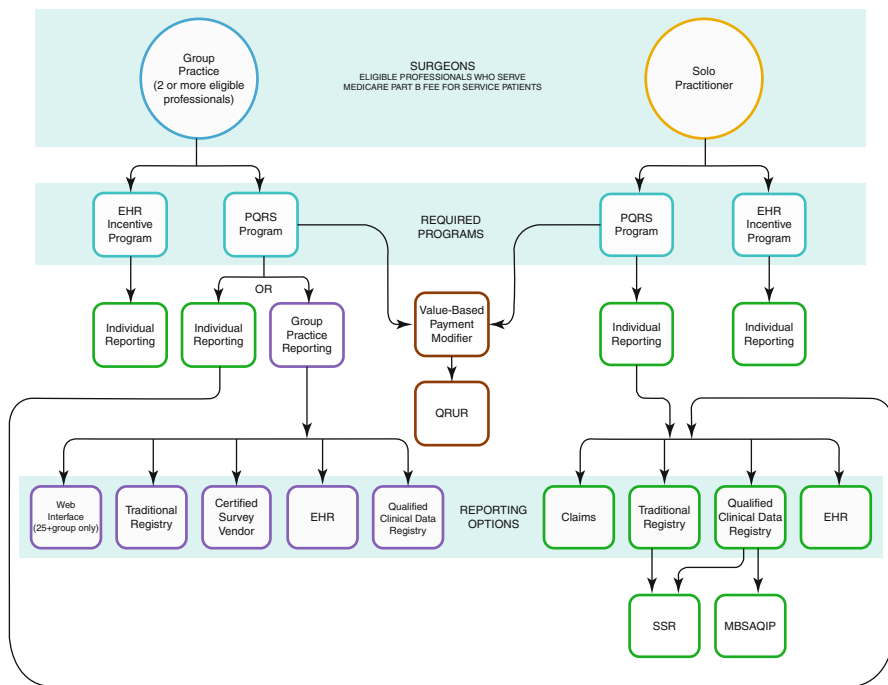 Group
Practice
(2 or more eligible
professionals)
SURGEONS
ELIGIBLE PROFESSIONALS WHO SERVE
MEDICARE PART B FEE FOR SERVICE PATIENTS
Solo
Practitioner
EHR
Incentive
Program
PQRS
Program
REQUIRED
PROGRAMS
PQRS
Program
EHR
Incentive
Program
OR
Individual
Reporting
Individual
Reporting
Group
Practice
Reporting
Value-Based
Payment
Modifier
Individual
Reporting
Individual
Reporting
QRUR
Web
Interface
(25+group only)
Traditional
Registry
Certified
Survey
Vendor
EHR
Qualified
Clinical Data
Registry
REPORTING
OPTIONS
Claims
Traditional
Registry
Qualified
Clinical Data
Registry
EHR
SSR
MBSAQIP